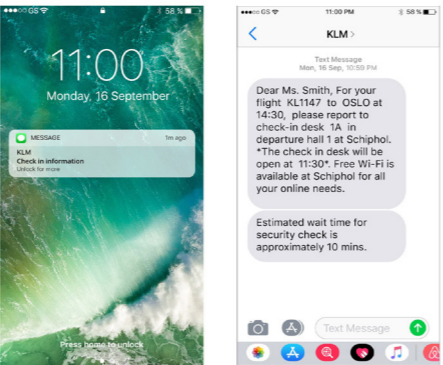 GS 58 %
11:00
Monday, 16 September
MESSAGE 1m ago
KLM
Check in information
Unlock for more
Press home to unlock
GS 11:00 PM 58 %
KLM
Text Message
Mon, 16 Sep, 10:59 PM
Dear Ms. Smith, For your
flight KL1147 to OSLO at
14:30, please report to
check-in desk 1A in
departure hall 1 at Schiphol.
*The check in desk will be
open at 11:30*. Free Wi-Fi is
available at Schiphol for all
your online needs.
Estimated wait time for
security check is
approximately 10 mins.
Text Message